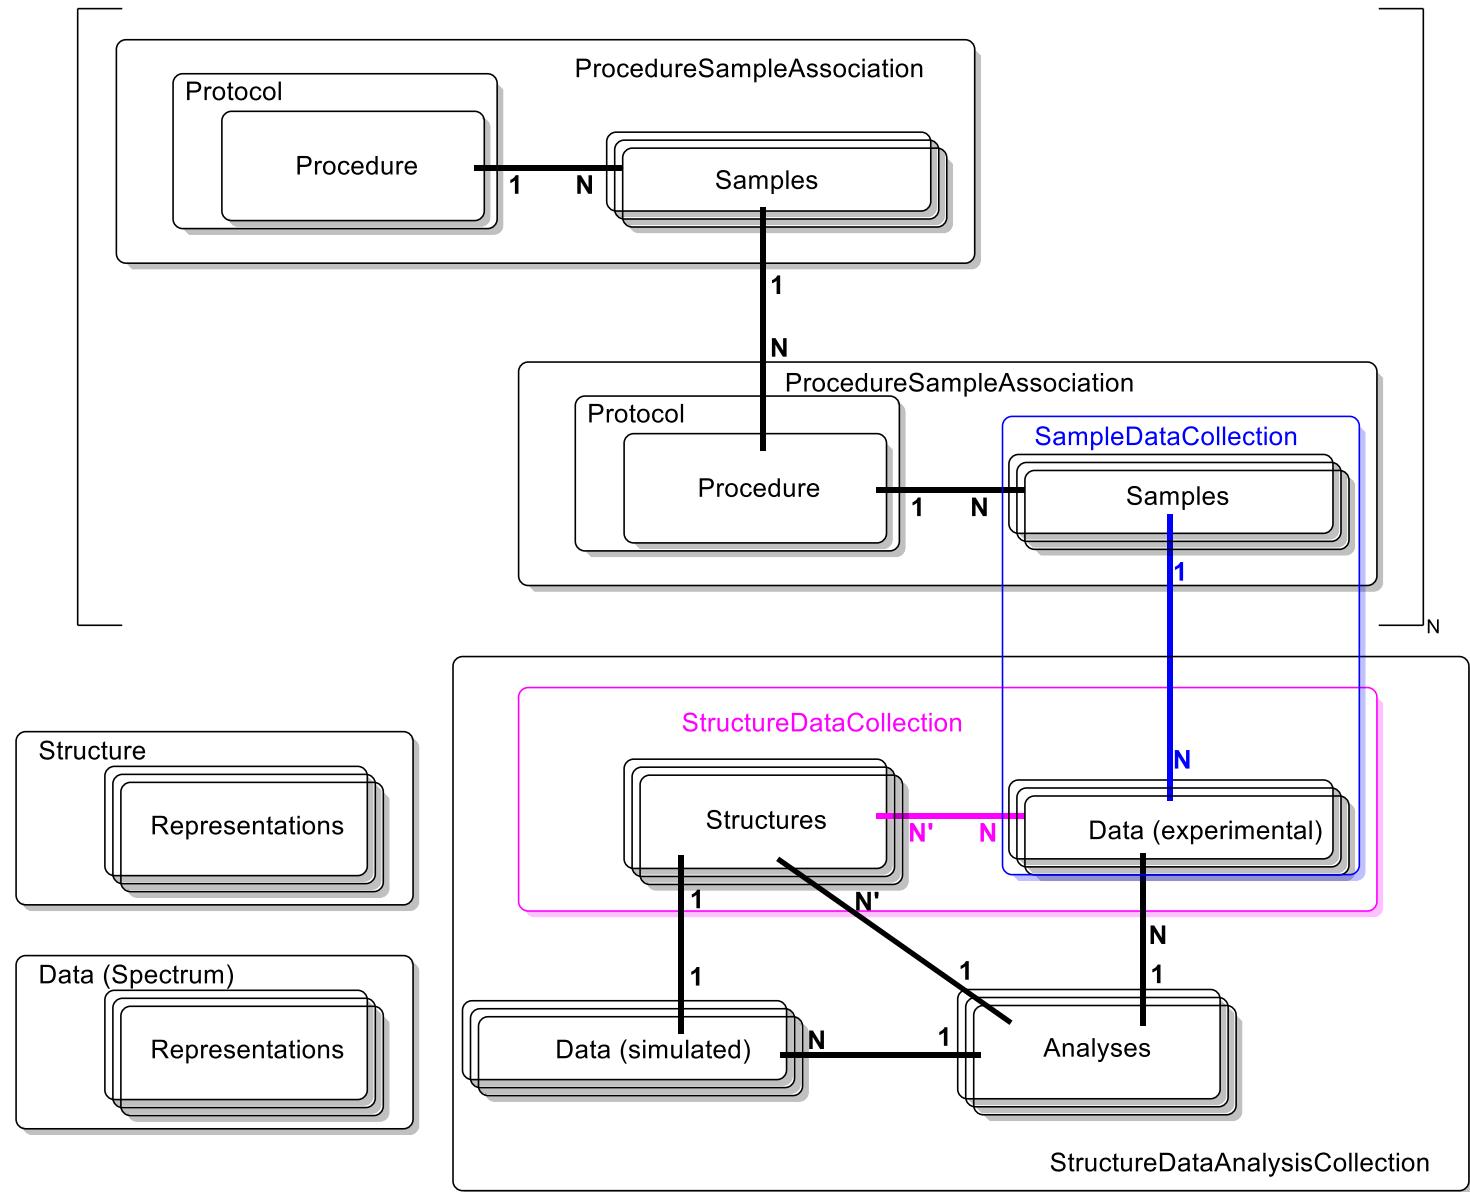 ProcedureSampleAssociation
Protocol
Procedure
1 N
Samples
1
N
ProcedureSampleAssociation
Protocol
Procedure
1 N
SampleDataCollection
Samples
1
N
N
StructureDataCollection
Structures
N' N
Data (experimental)
Structure
Representations
1
N'
N
1
1
1
Data (Spectrum)
Representations
Data (simulated)
N 1
Analyses
StructureDataAnalysisCollection